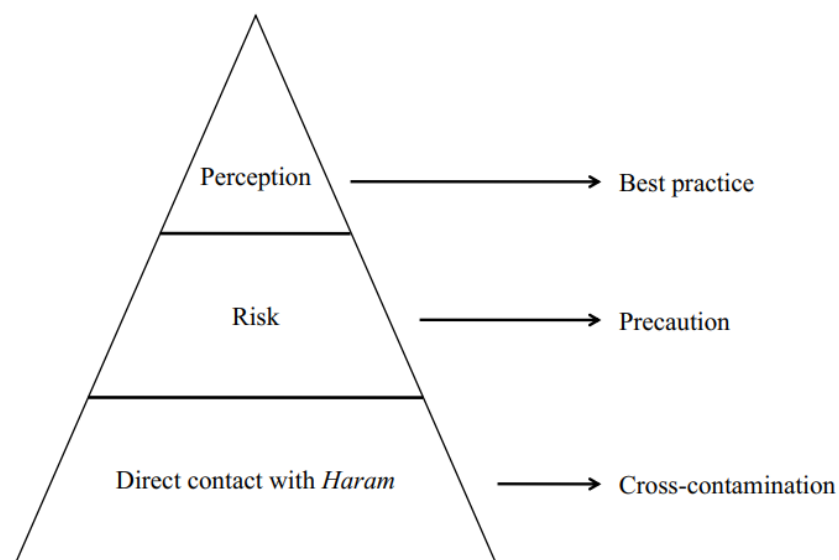 Perception
Best practice
Risk
Precaution
Direct contact with Haram
Cross-contamination